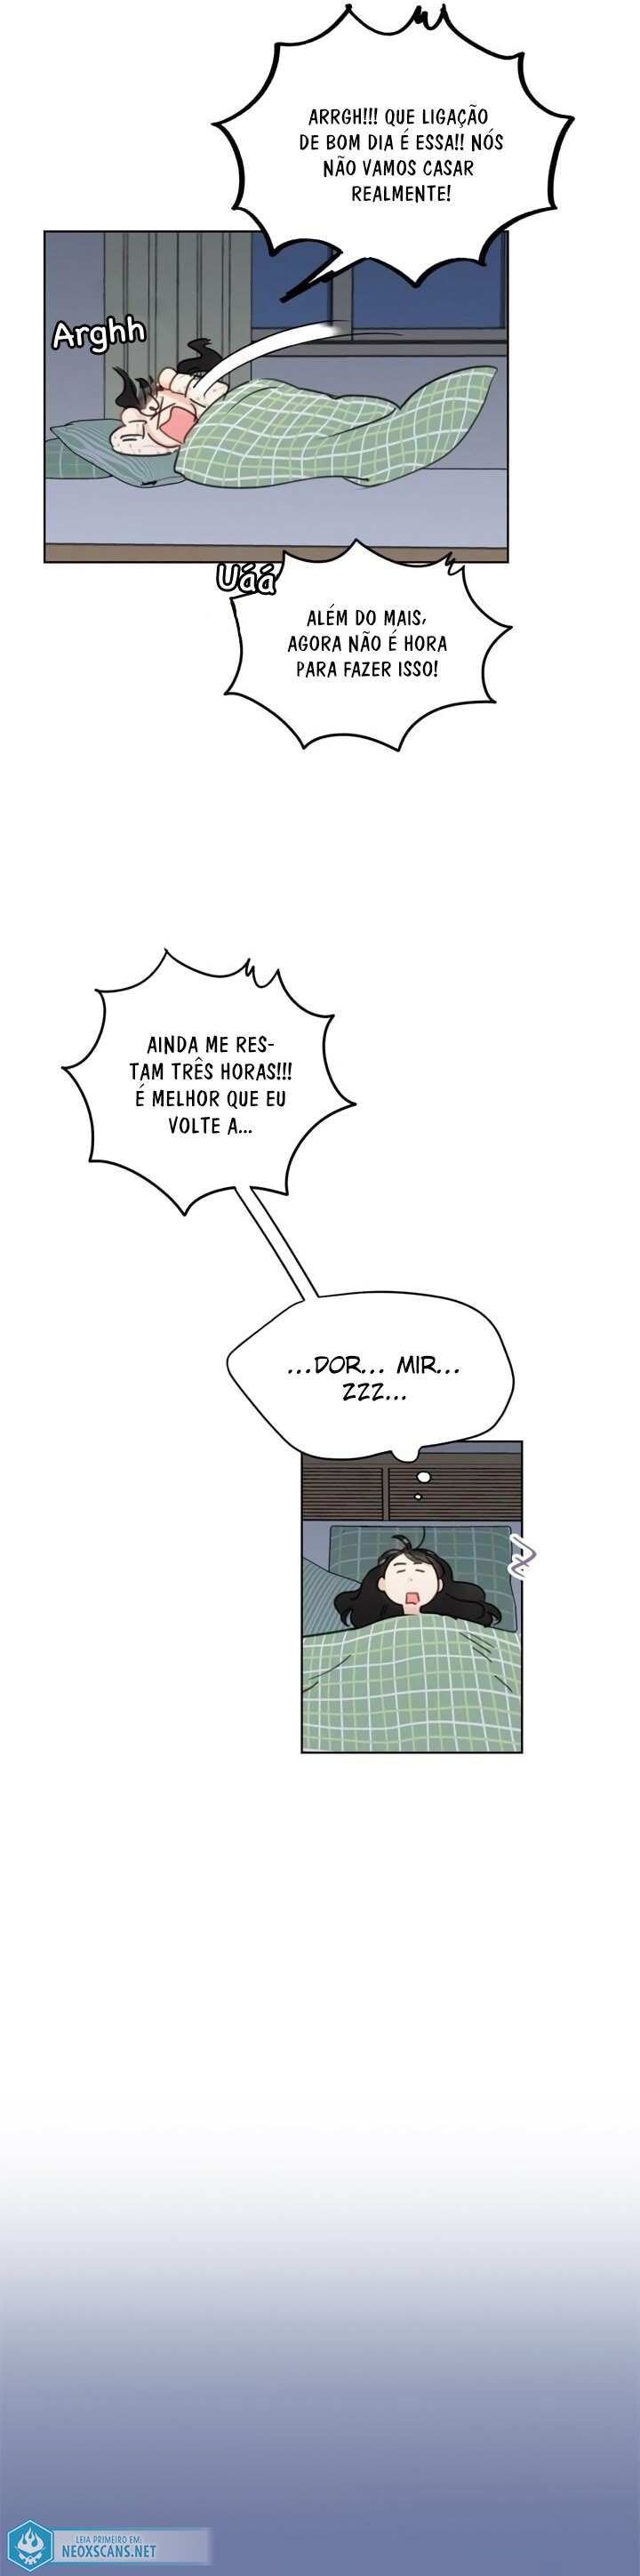 ARRGH!!! QUE LIGAÇÃO
DE BOM DIA É ESSA!! NÓS
NÃO VAMOS CASAR
REALMENTE!
Arghh
Uáá
ALÉM DO MAIS,
AGORA NÃO É HORA
PARA FAZER ISSO!
AINDA ME RES-
TAM TRÊS HORAS!!!
É MELHOR QUE EU
VOLTE A...
...DOR... MIR...
ZZZ...
Z
LEIA PRIMEIRO EM:
NEOXSCANS.NET